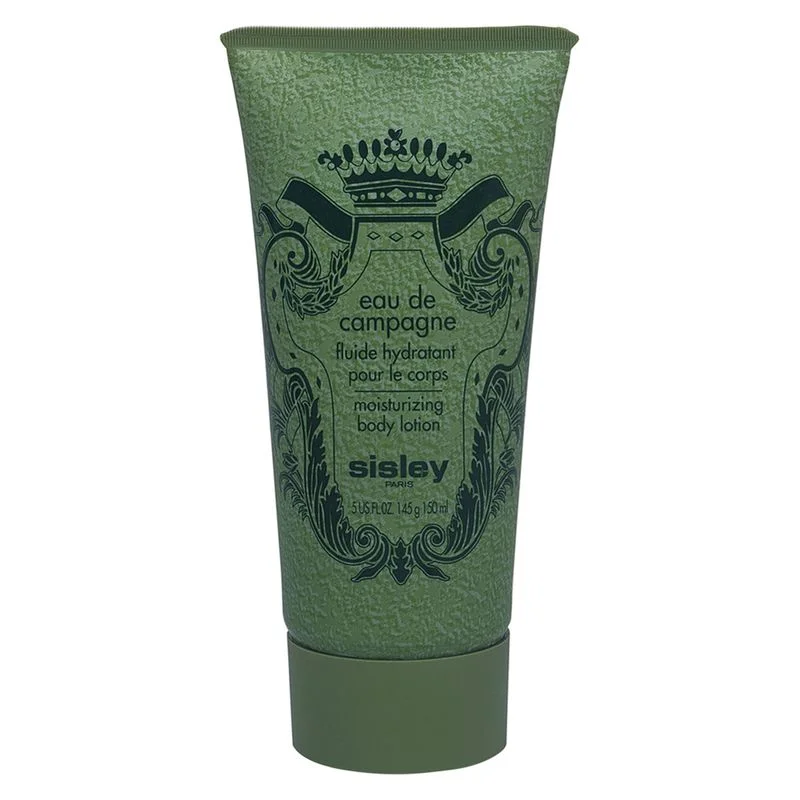 eau de
campagne
fluide hydratant
pour le corps
moisturizing
body lotion
sisley
PARIS
5 US.FL.OZ. 145 g 150 ml